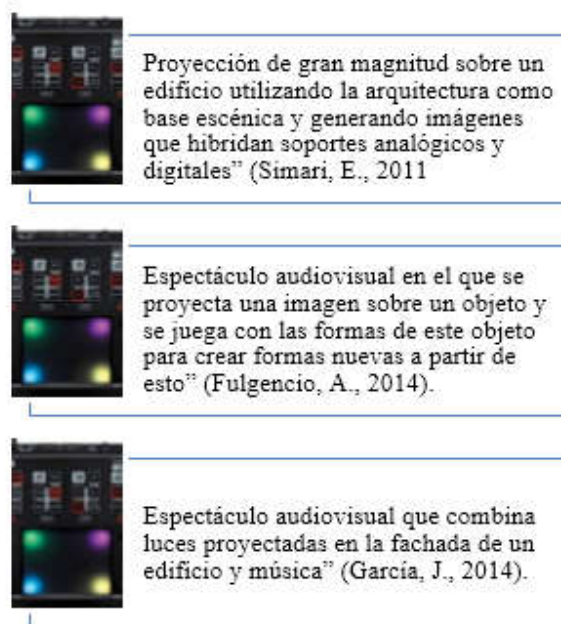 Proyección de gran magnitud sobre un
edificio utilizando la arquitectura como
base escénica y generando imágenes
que hibridan soportes analógicos y
digitales” (Simari, E., 2011
Espectáculo audiovisual en el que se
proyecta una imagen sobre un objeto y
se juega con las formas de este objeto
para crear formas nuevas a partir de
esto” (Fulgencio, A., 2014).
Espectáculo audiovisual que combina
luces proyectadas en la fachada de un
edificio y música” (García, J., 2014).